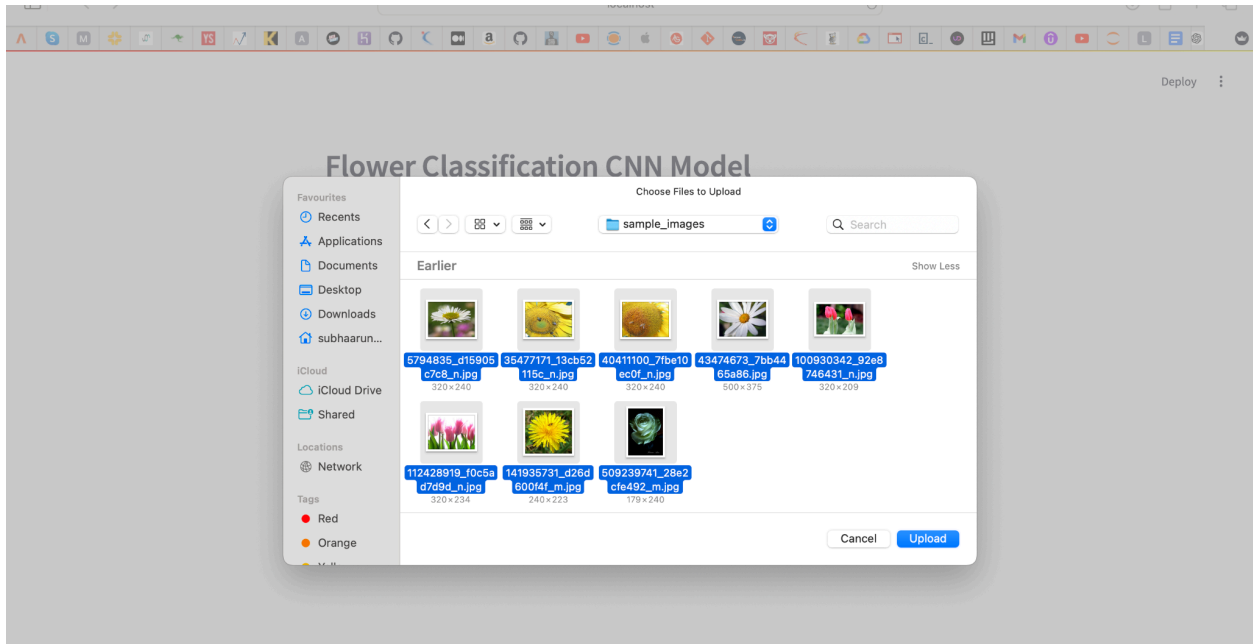 localhost
Deploy
Flower Classification CNN Model
Choose Files to Upload
Favourites
Recents
Applications
Documents
Desktop
Downloads
subhaarun...
iCloud
iCloud Drive
Shared
Locations
Network
Tags
Red
Orange
sample_images
Search
Earlier
Show Less
5794835_d15905
c7c8_n.jpg
320×240
35477171_13cb52
115c_n.jpg
320×240
40411100_7fbe10
ec0f_n.jpg
320×240
43474673_7bb44
65a86.jpg
500×375
100930342_92e8
746431_n.jpg
320×209
112428919_f0c5a
d7d9d_n.jpg
320×234
141935731_d26d
600f4f_m.jpg
240×223
509239741_28e2
cfe492_m.jpg
179×240
Cancel
Upload